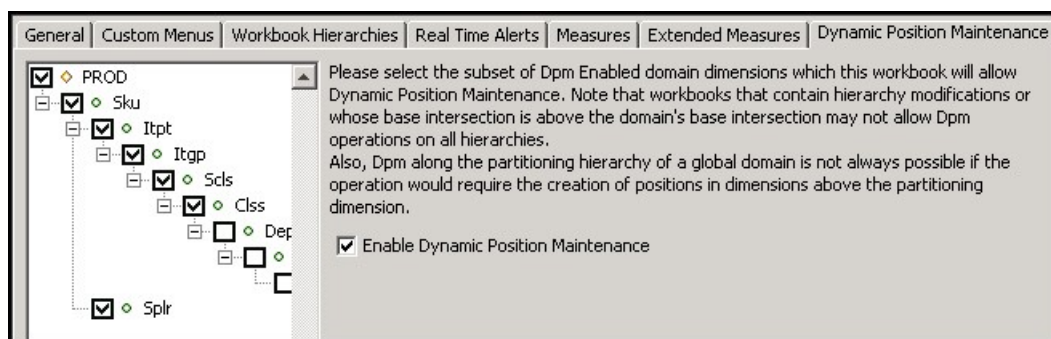 General Custom Menus Workbook Hierarchies Real Time Alerts Measures Extended Measures Dynamic Position Maintenance
PROD
Sku
Itpt
Itgp
Scls
Clss
Dep
Splr
Please select the subset of Dpm Enabled domain dimensions which this workbook will allow
Dynamic Position Maintenance. Note that workbooks that contain hierarchy modifications or
whose base intersection is above the domain's base intersection may not allow Dpm
operations on all hierarchies.
Also, Dpm along the partitioning hierarchy of a global domain is not always possible if the
operation would require the creation of positions in dimensions above the partitioning
dimension.
Enable Dynamic Position Maintenance